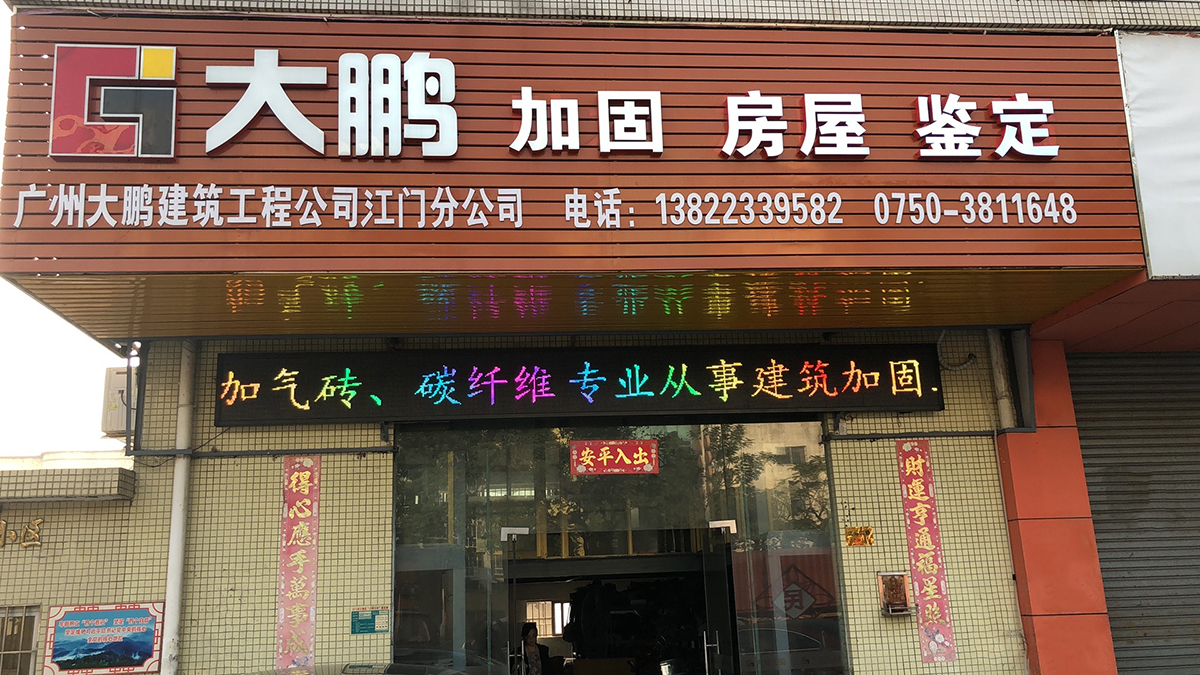 大鹏 加固 房屋 鉴定
广州大鹏建筑工程公司江门分公司 电话：13822339582 0750-3811648
加气砖、碳纤维 专业从事建筑加固.
安平入出
得心應手萬事成
財運亨通福星照
小区